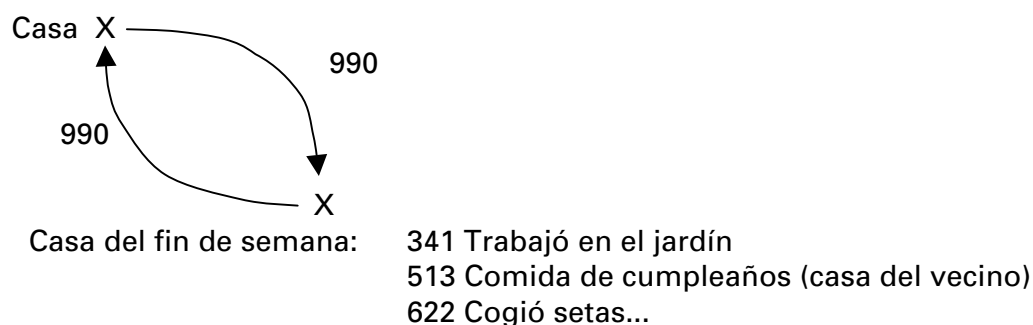 Casa X
990
990
X
Casa del fin de semana: 341 Trabajó en el jardín
513 Comida de cumpleaños (casa del vecino)
622 Cogió setas...